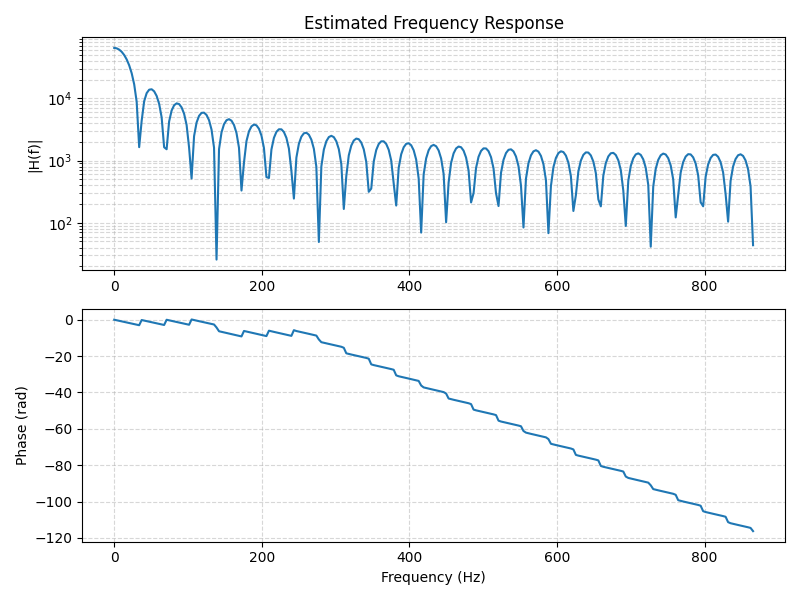 Estimated Frequency Response
|H(f)|
10⁴
10³
10²
0 200 400 600 800
Phase (rad)
0
−20
−40
−60
−80
−100
−120
0 200 400 600 800
Frequency (Hz)